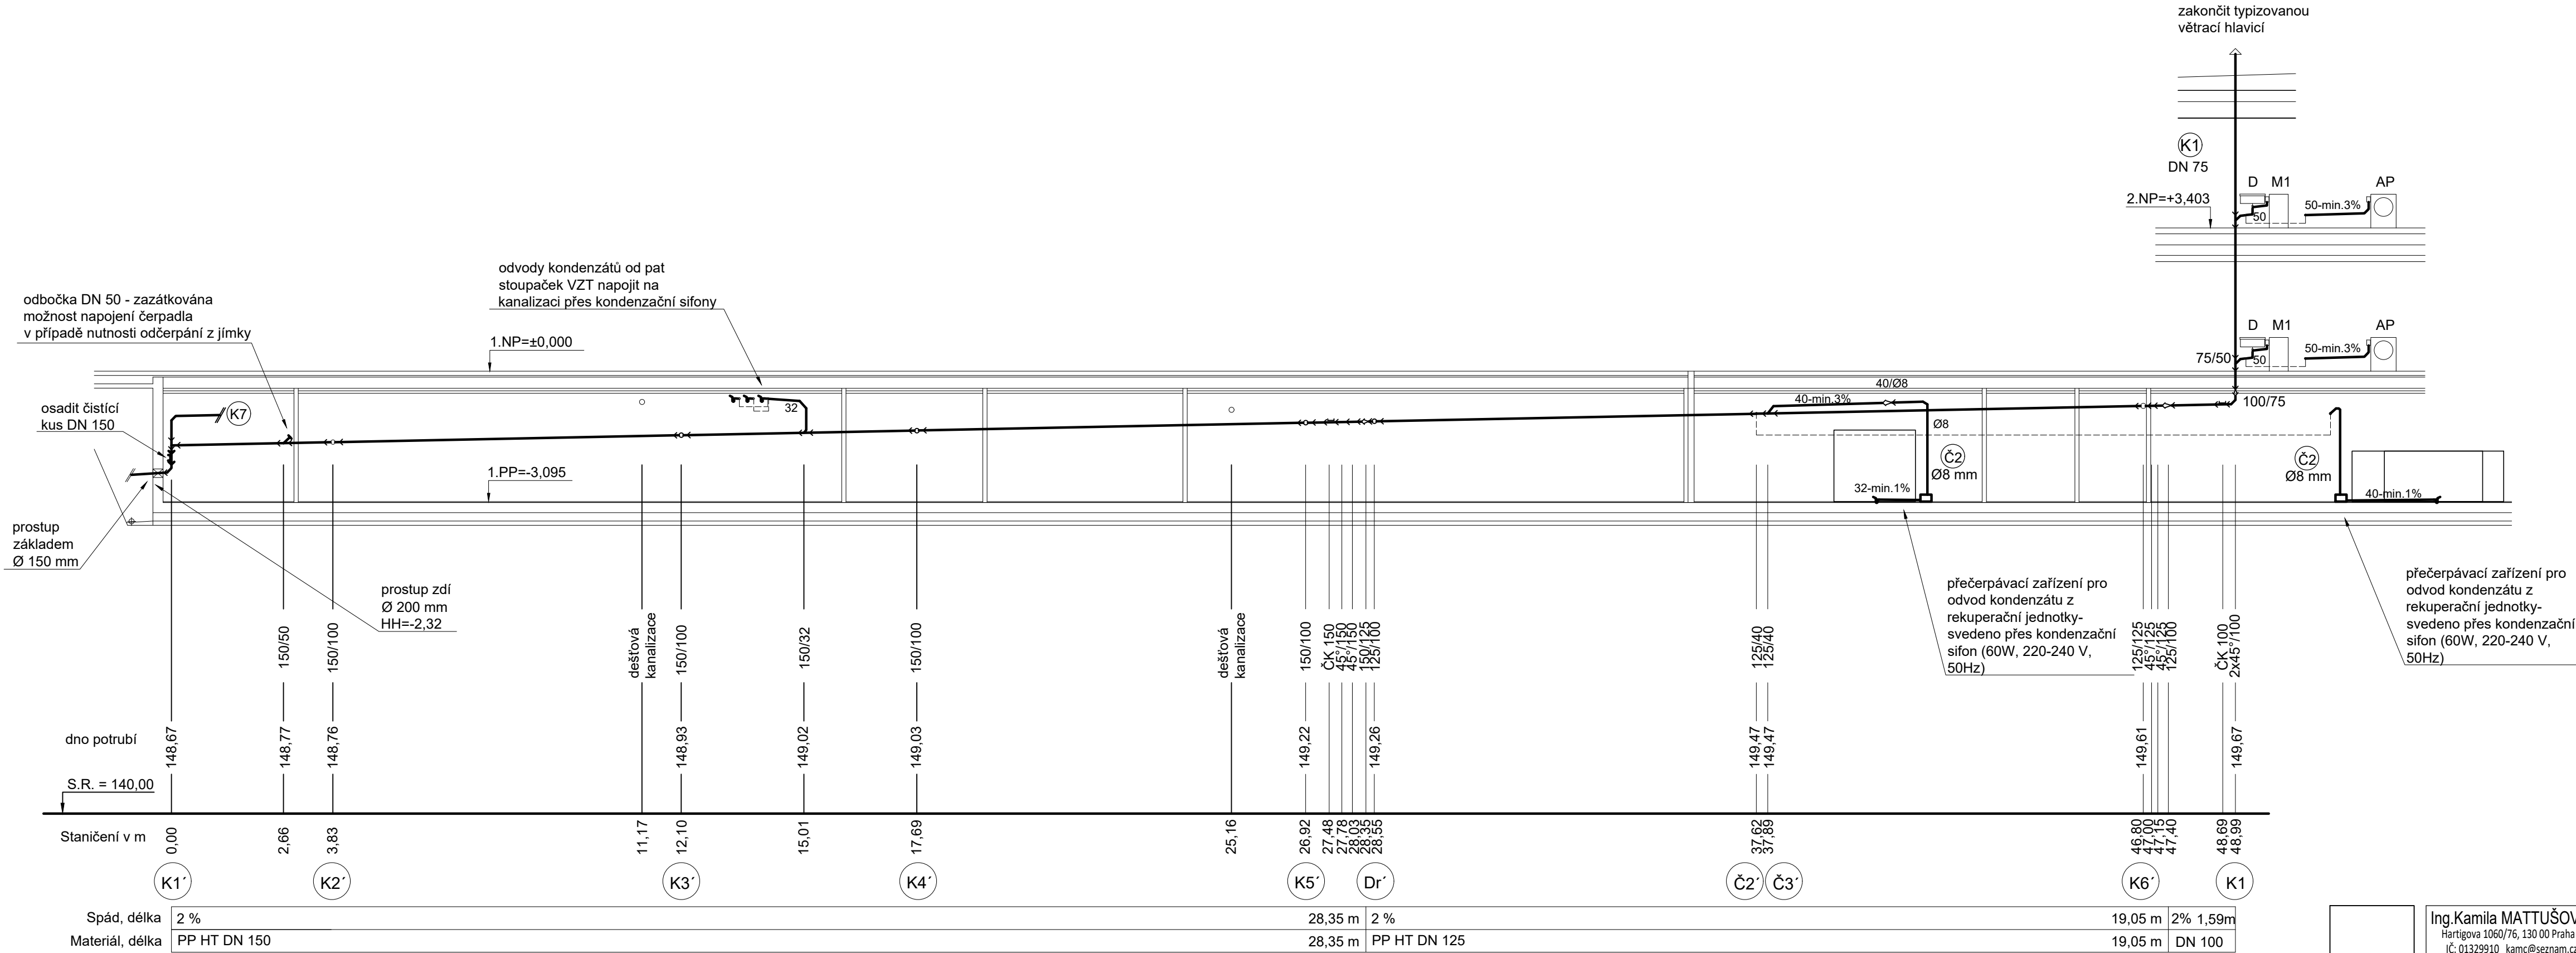 zakončit typizovanou
větrací hlavicí
K1
DN 75
D M1 AP
2.NP=+3,403
50
50-min.3%
odvody kondenzátů od pat
stoupaček VZT napojit na
kanalizaci přes kondenzační sifony
odbočka DN 50 - zazátkována
možnost napojení čerpadla
v případě nutnosti odčerpání z jímky
1.NP=±0,000
D M1 AP
75/50
50
50-min.3%
40/Ø8
40-min.3%
100/75
osadit čistící
kus DN 150
K7
32
Ø8
Č2
Ø8 mm
Č2
Ø8 mm
1.PP=-3,095
32-min.1%
40-min.1%
prostup
základem
Ø 150 mm
prostup zdí
Ø 200 mm
HH=-2,32
přečerpávací zařízení pro
odvod kondenzátu z
rekuperační jednotky-
svedeno přes kondenzační
sifon (60W, 220-240 V,
50Hz)
přečerpávací zařízení pro
odvod kondenzátu z
rekuperační jednotky-
svedeno přes kondenzační
sifon (60W, 220-240 V,
50Hz)
150/50
150/100
dešťová
kanalizace
150/100
150/32
150/100
dešťová
kanalizace
150/100
ČK 150
45°/150
45°/150
150/125
125/100
125/40
125/40
125/125
45°/125
45°/125
125/100
ČK 100
2x45°/100
dno potrubí
148,67
148,77
148,76
148,93
149,02
149,03
149,22
149,26
149,47
149,47
149,61
149,67
S.R. = 140,00
Staničení v m
0,00
2,66
3,83
11,17
12,10
15,01
17,69
25,16
26,92
27,48
27,78
28,03
28,35
28,55
37,62
37,89
46,80
47,00
47,15
47,40
48,69
48,99
K1´
K2´
K3´
K4´
K5´
Dr´
Č2´
Č3´
K6´
K1
Spád, délka 2 % 28,35 m 2 % 19,05 m 2% 1,59m
Materiál, délka PP HT DN 150 28,35 m PP HT DN 125 19,05 m DN 100
Ing.Kamila MATTUŠOV
Hartigova 1060/76, 130 00 Praha
IČ: 01329910 kamc@seznam.cz